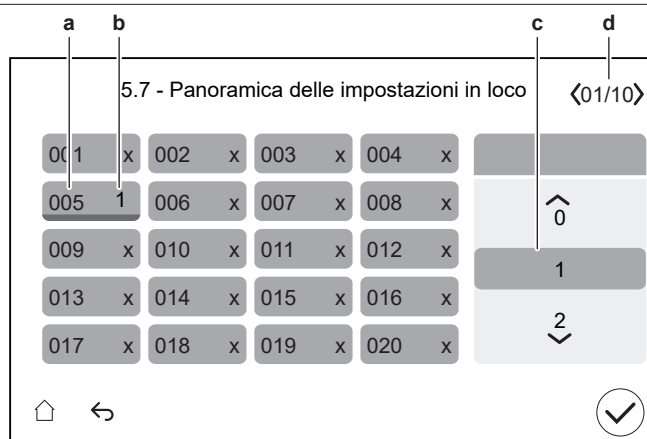 a b c d
5.7 - Panoramica delle impostazioni in loco 01/10
001 x 002 x 003 x 004 x
005 1 006 x 007 x 008 x 0
009 x 010 x 011 x 012 x 1
013 x 014 x 015 x 016 x 2
017 x 018 x 019 x 020 x